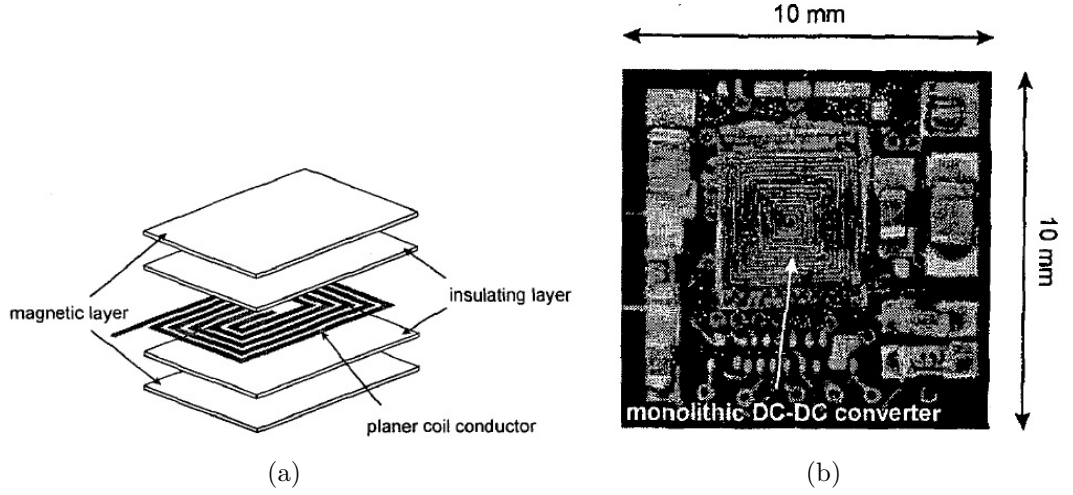 10 mm
10 mm
magnetic layer
insulating layer
planer coil conductor
monolithic DC-DC converter
(a)
(b)